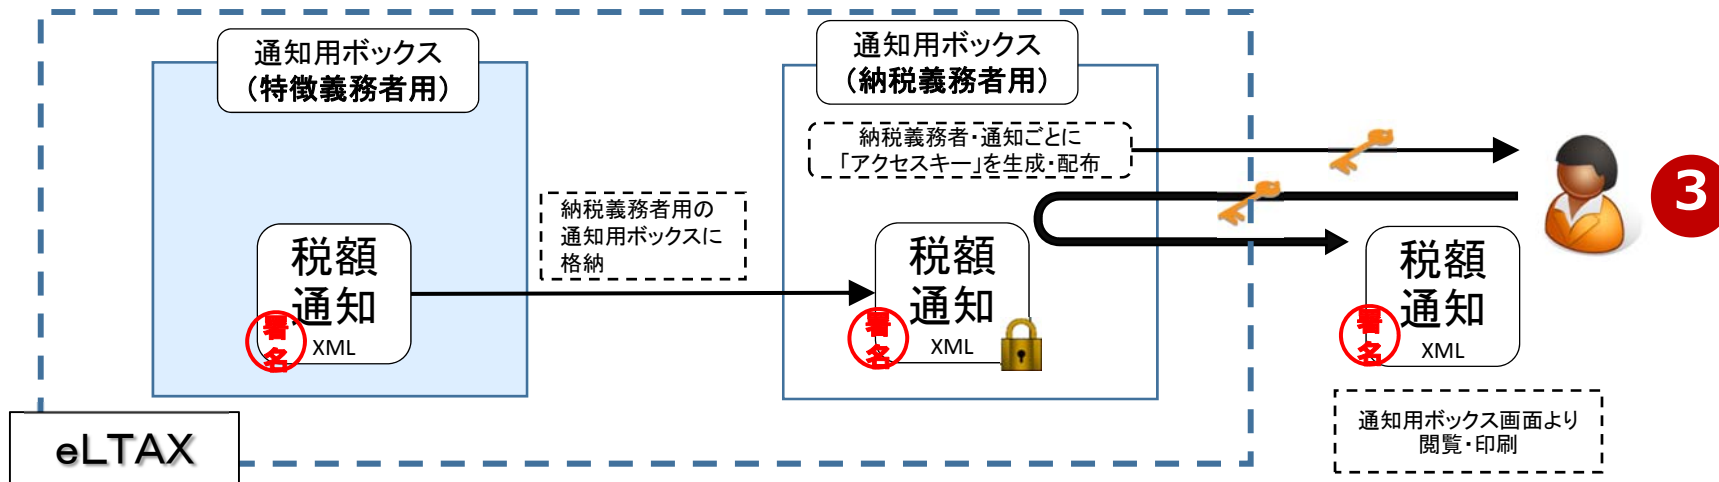 通知用ボックス
(特徴義務者用)
通知用ボックス
(納税義務者用)
納税義務者・通知ごとに
「アクセスキー」を生成・配布
3
納税義務者用の
通知用ボックスに
格納
税額
通知
XML
署
名
税額
通知
XML
署
名
税額
通知
XML
署
名
通知用ボックス画面より
閲覧・印刷
eLTAX